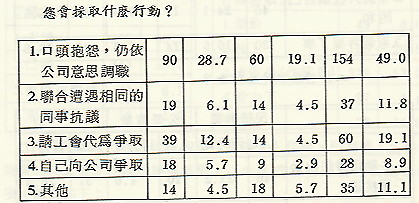 您會採取什麼行動？
1.口頭抱怨，仍依 90 28.7 60 19.1 154 49.0
公司意思調職
2.聯合遭遇相同的 19 6.1 14 4.5 37 11.8
同事抗議
3.請工會代為爭取 39 12.4 14 4.5 60 19.1
4.自己向公司爭取 18 5.7 9 2.9 28 8.9
5.其他 14 4.5 18 5.7 35 11.1